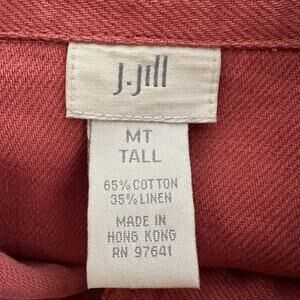 J.Jill
MT
TALL
65% COTTON
35% LINEN
MADE IN
HONG KONG
RN 97641